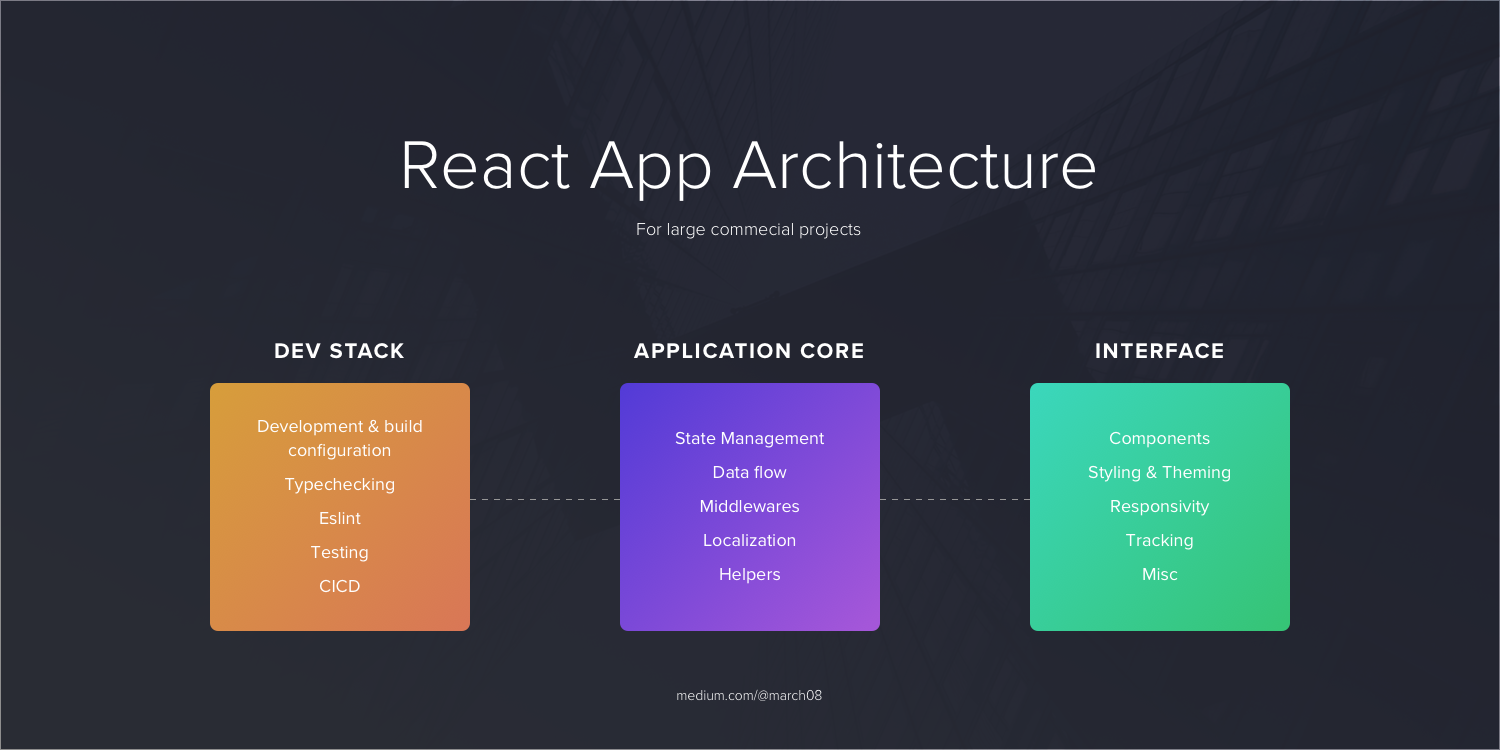 React App Architecture
For large commecial projects
DEV STACK
Development & build
configuration
Typechecking
Eslint
Testing
CICD
APPLICATION CORE
State Management
Data flow
Middlewares
Localization
Helpers
INTERFACE
Components
Styling & Theming
Responsivity
Tracking
Misc
medium.com/@march08